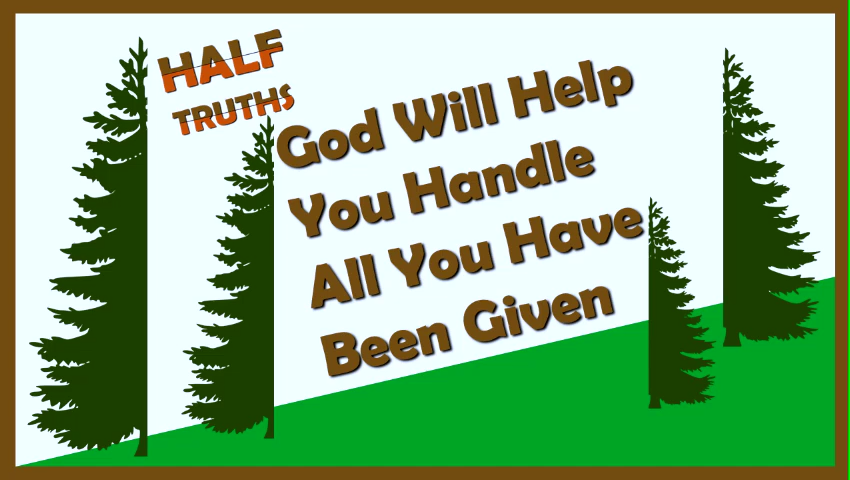 HALF
TRUTHS
God Will Help
You Handle
All You Have
Been Given